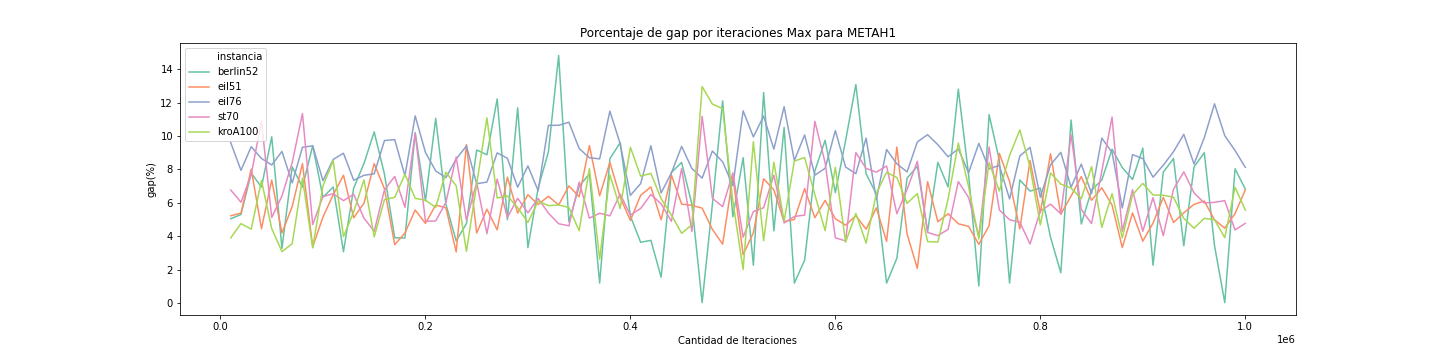 Porcentaje de gap por iteraciones Max para METAH1
instancia
berlin52
eil51
eil76
st70
kroA100
gap(%)
14
12
10
8
6
4
2
0
0.0
0.2
0.4
0.6
0.8
1.0
1e6
Cantidad de Iteraciones